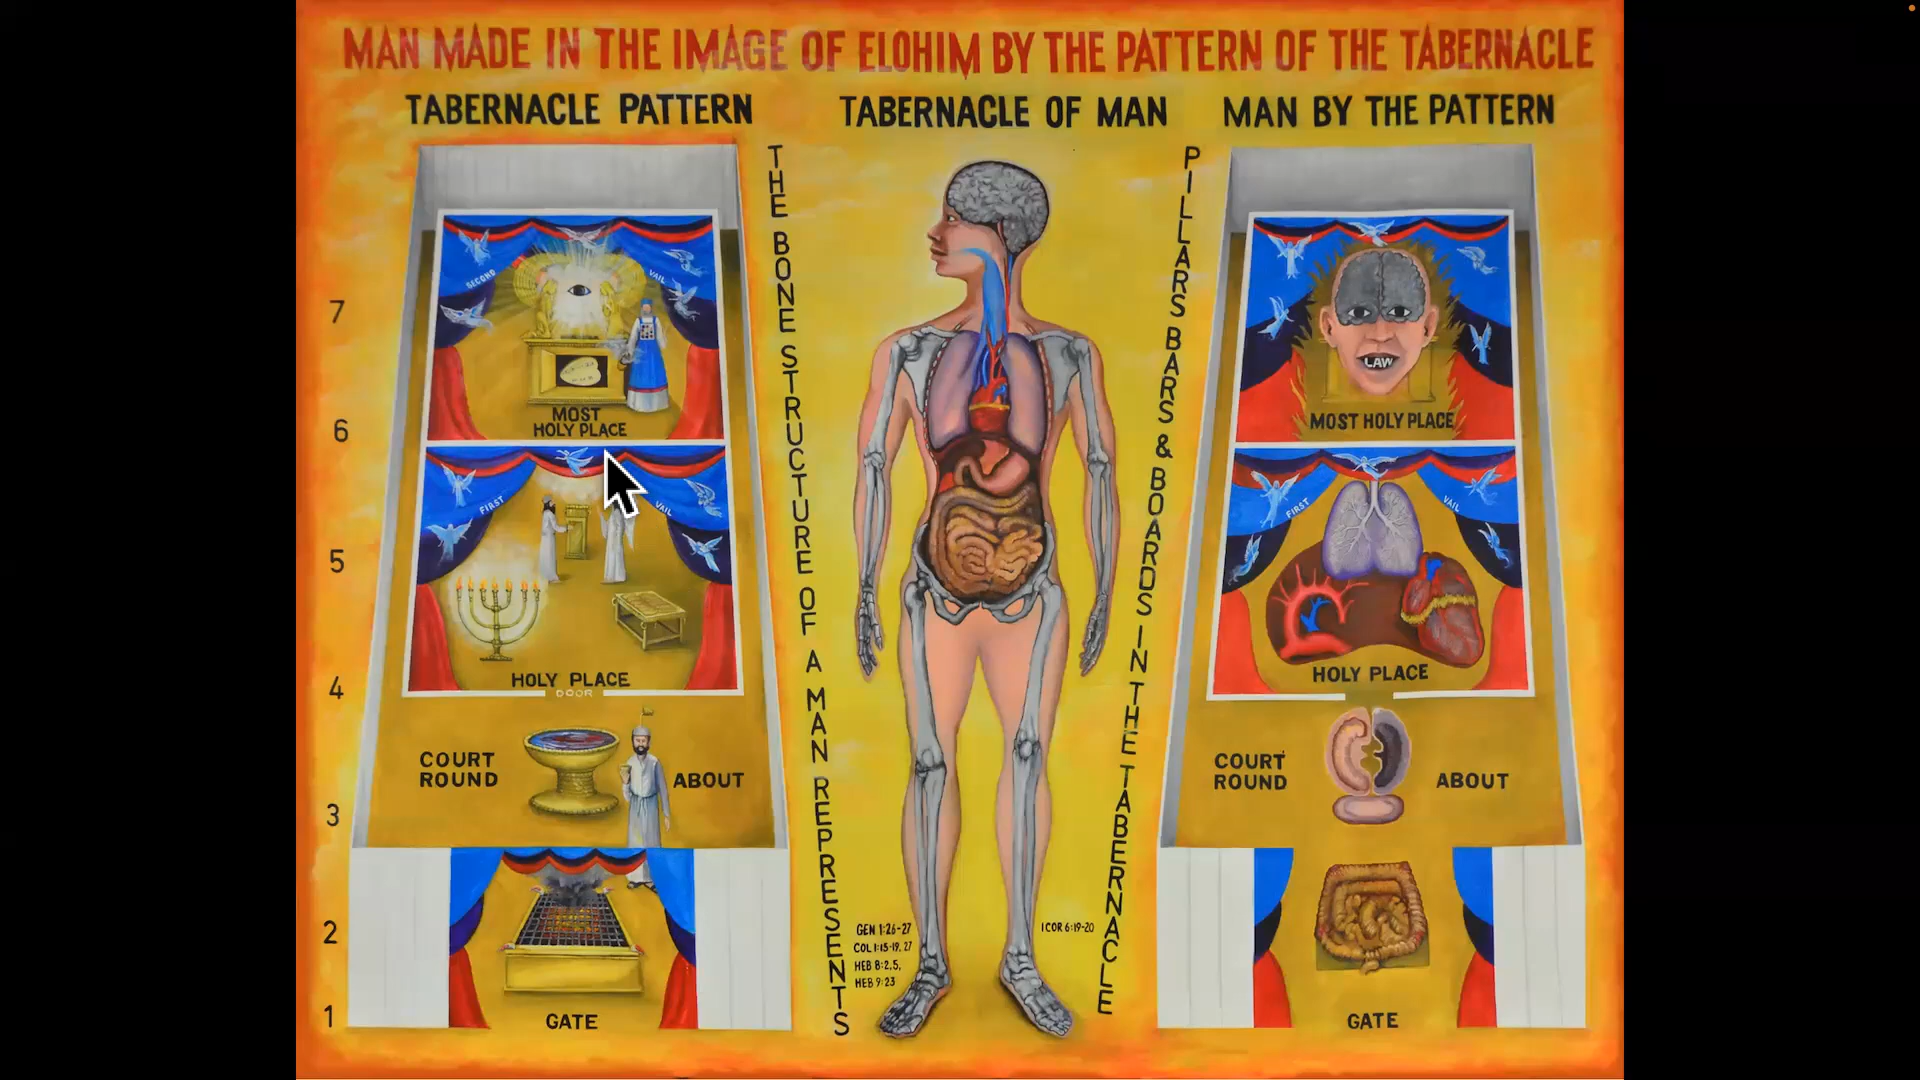 MAN MADE IN THE IMAGE OF ELOHIM BY THE PATTERN OF THE TABERNACLE
TABERNACLE PATTERN
TABERNACLE OF MAN
MAN BY THE PATTERN
7
6
5
4
3
2
1
SECOND
VAIL
MOST
HOLY PLACE
FIRST
VAIL
HOLY PLACE
DOOR
COURT
ROUND
ABOUT
GATE
THE BONE STRUCTURE OF A MAN REPRESENTS
GEN 1:26-27
COL 1:15-19, 27
HEB 8:2,5,
HEB 9:23
I COR 6:19-20
PILLARS BARS & BOARDS IN THE TABERNACLE
LAW
MOST HOLY PLACE
FIRST
VAIL
HOLY PLACE
COURT
ROUND
ABOUT
GATE